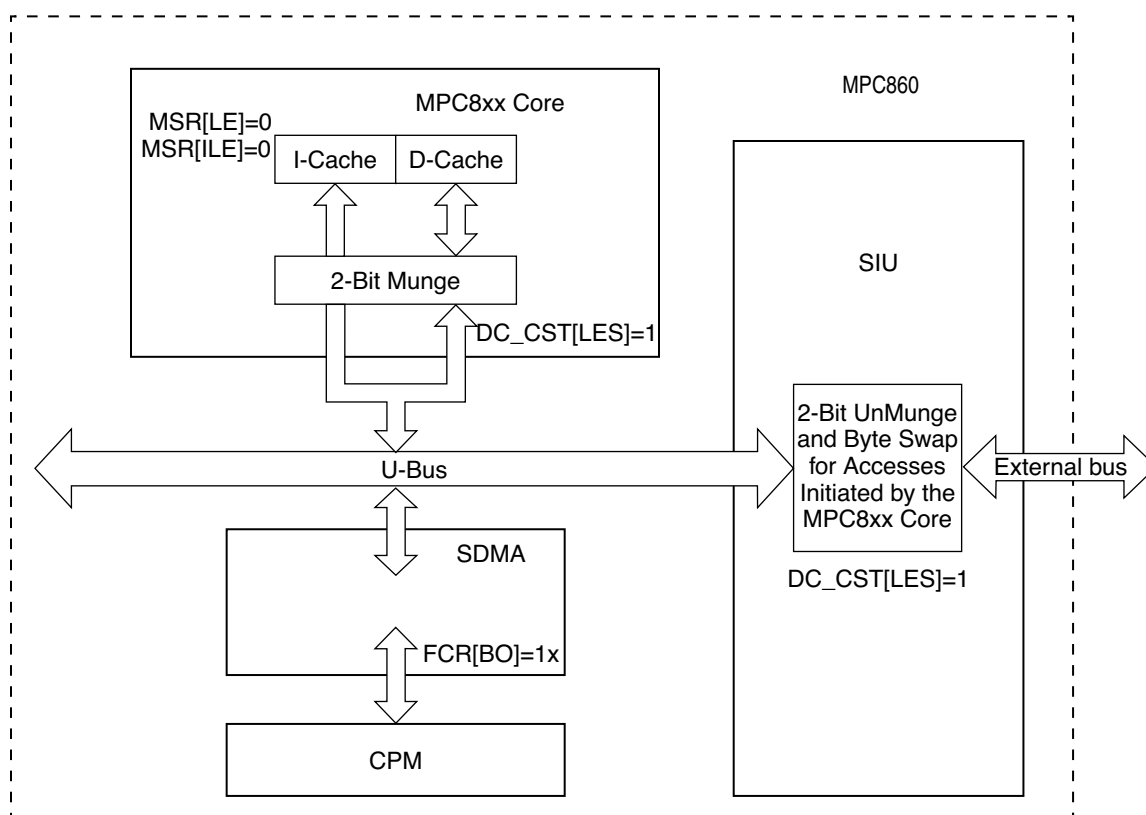 MPC860
MPC8xx Core
MSR[LE]=0
MSR[ILE]=0
I-Cache
D-Cache
2-Bit Munge
DC_CST[LES]=1
SIU
2-Bit UnMunge
and Byte Swap
for Accesses
Initiated by the
MPC8xx Core
DC_CST[LES]=1
U-Bus
External bus
SDMA
FCR[BO]=1x
CPM